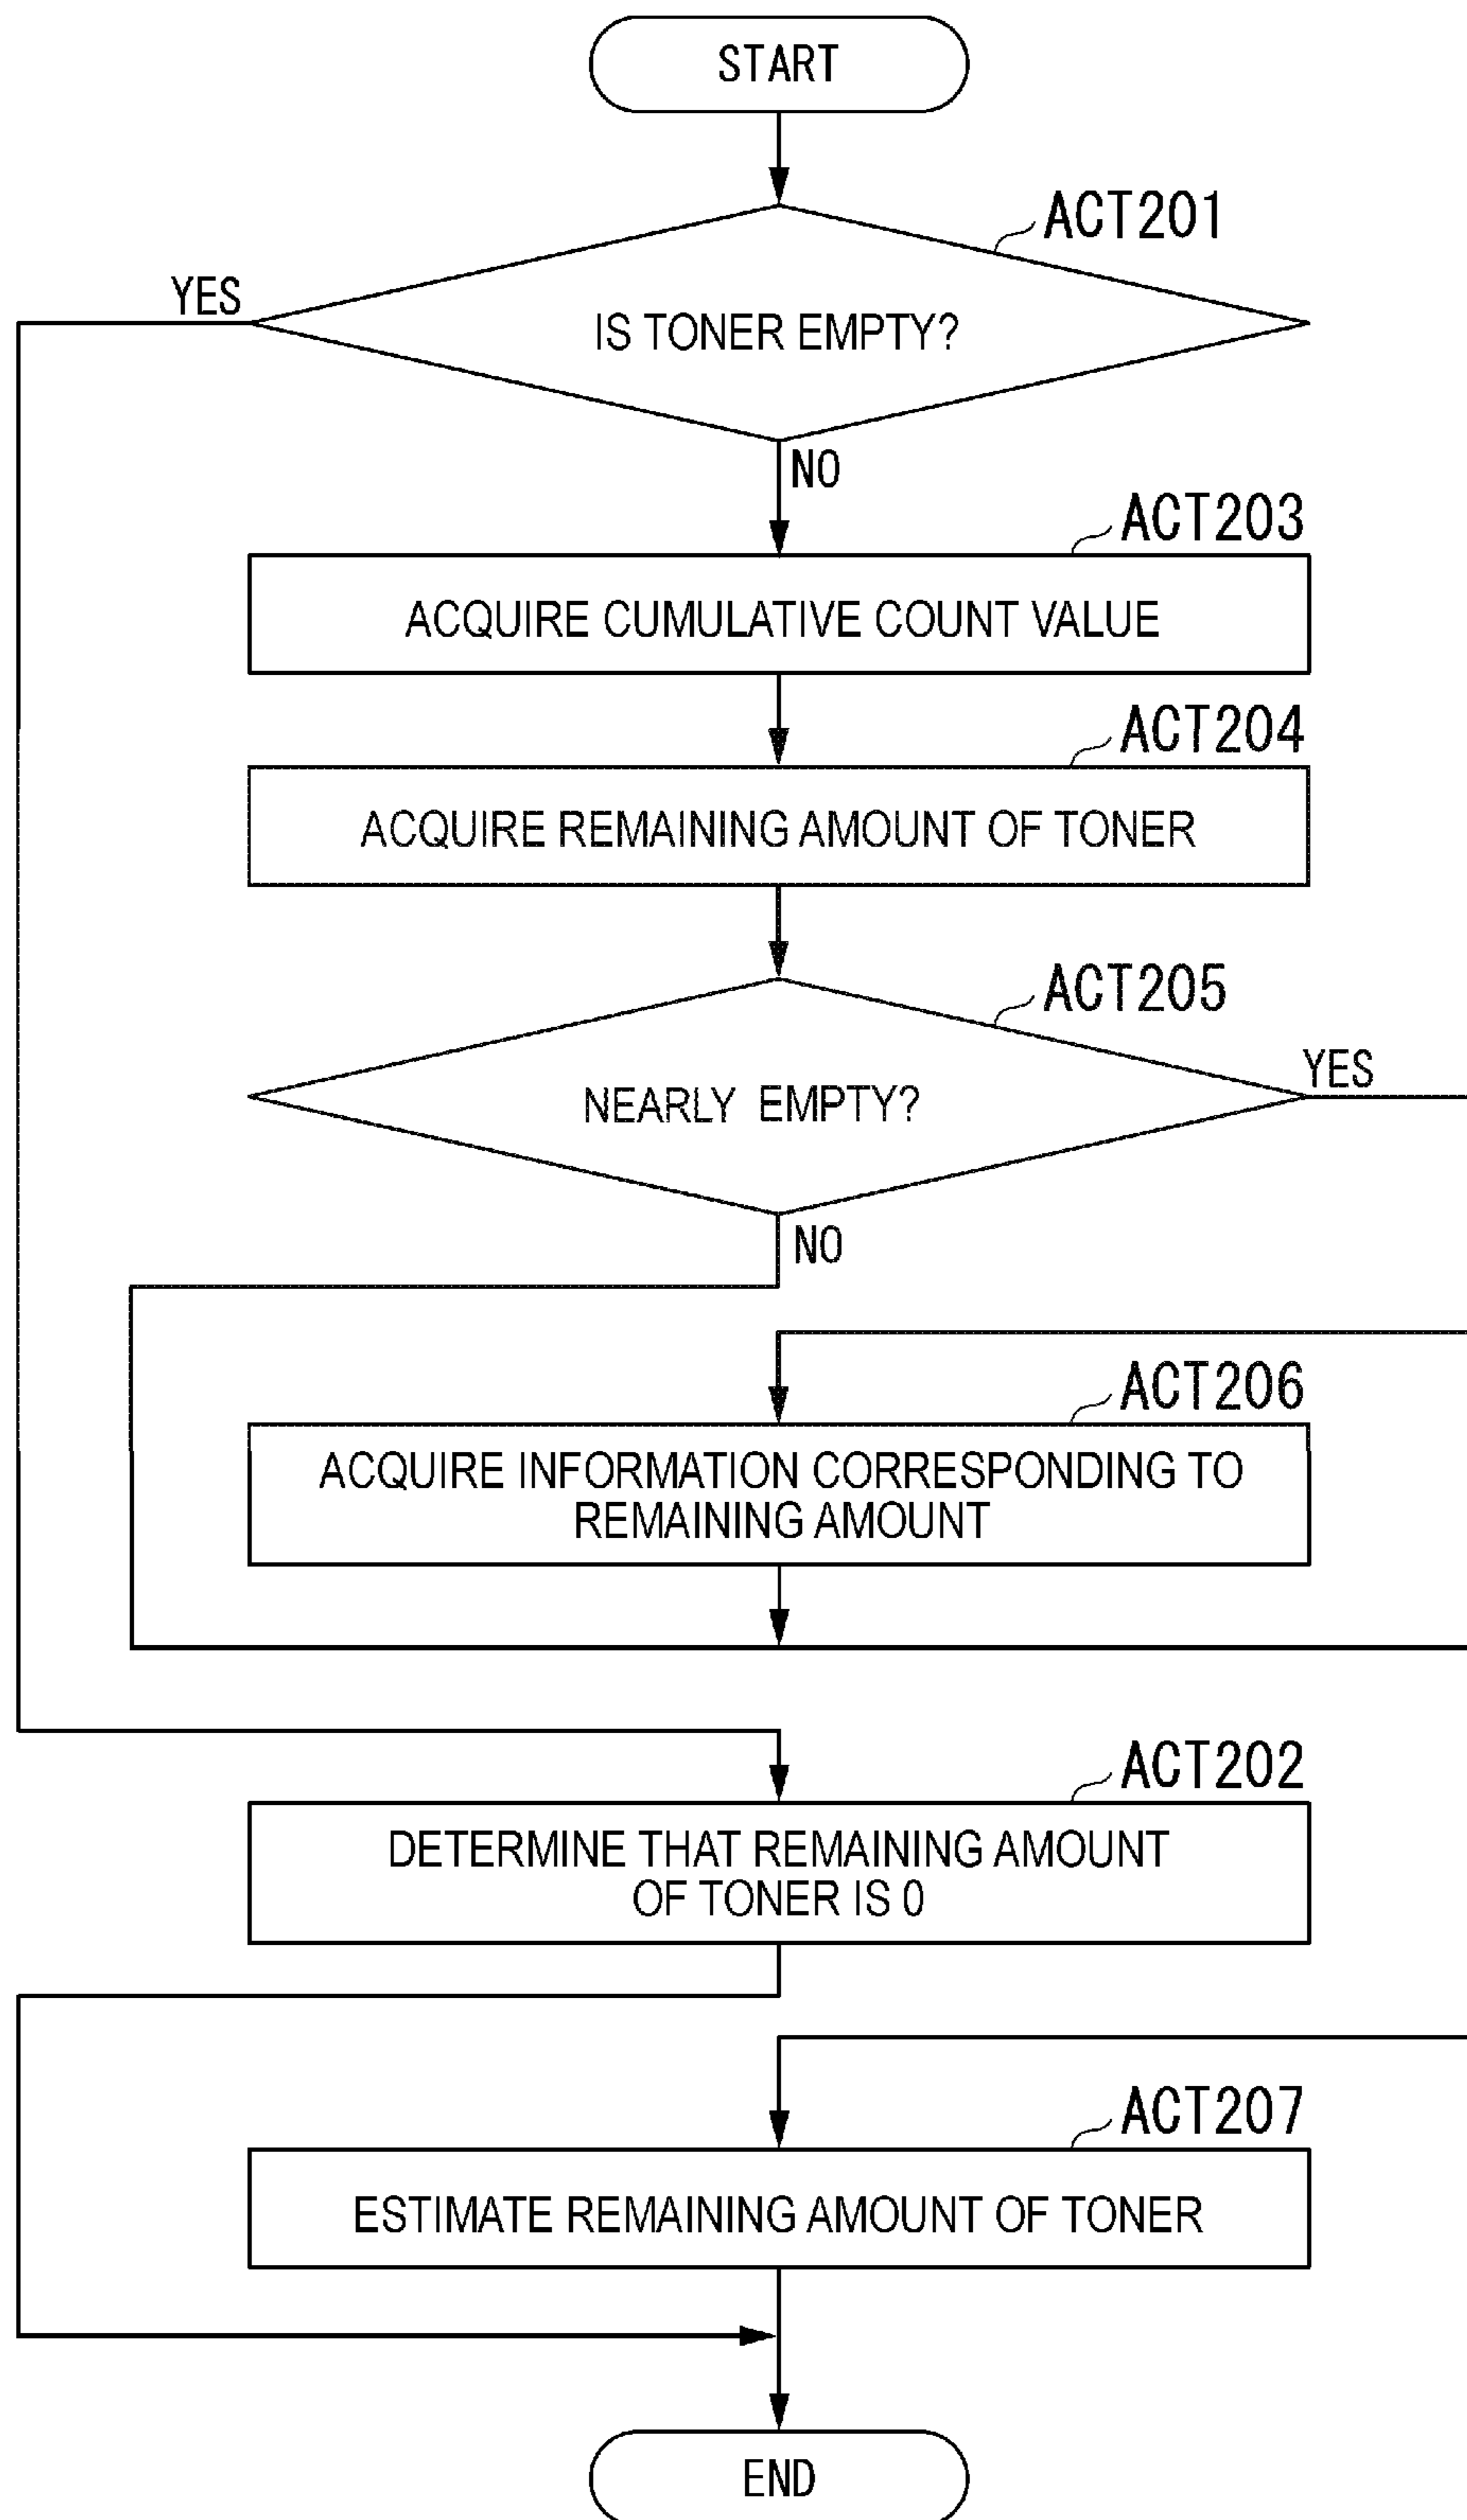 START
ACT201
YES
IS TONER EMPTY?
NO
ACT203
ACQUIRE CUMULATIVE COUNT VALUE
ACT204
ACQUIRE REMAINING AMOUNT OF TONER
ACT205
YES
NEARLY EMPTY?
NO
ACT206
ACQUIRE INFORMATION CORRESPONDING TO
REMAINING AMOUNT
ACT202
DETERMINE THAT REMAINING AMOUNT
OF TONER IS 0
ACT207
ESTIMATE REMAINING AMOUNT OF TONER
END